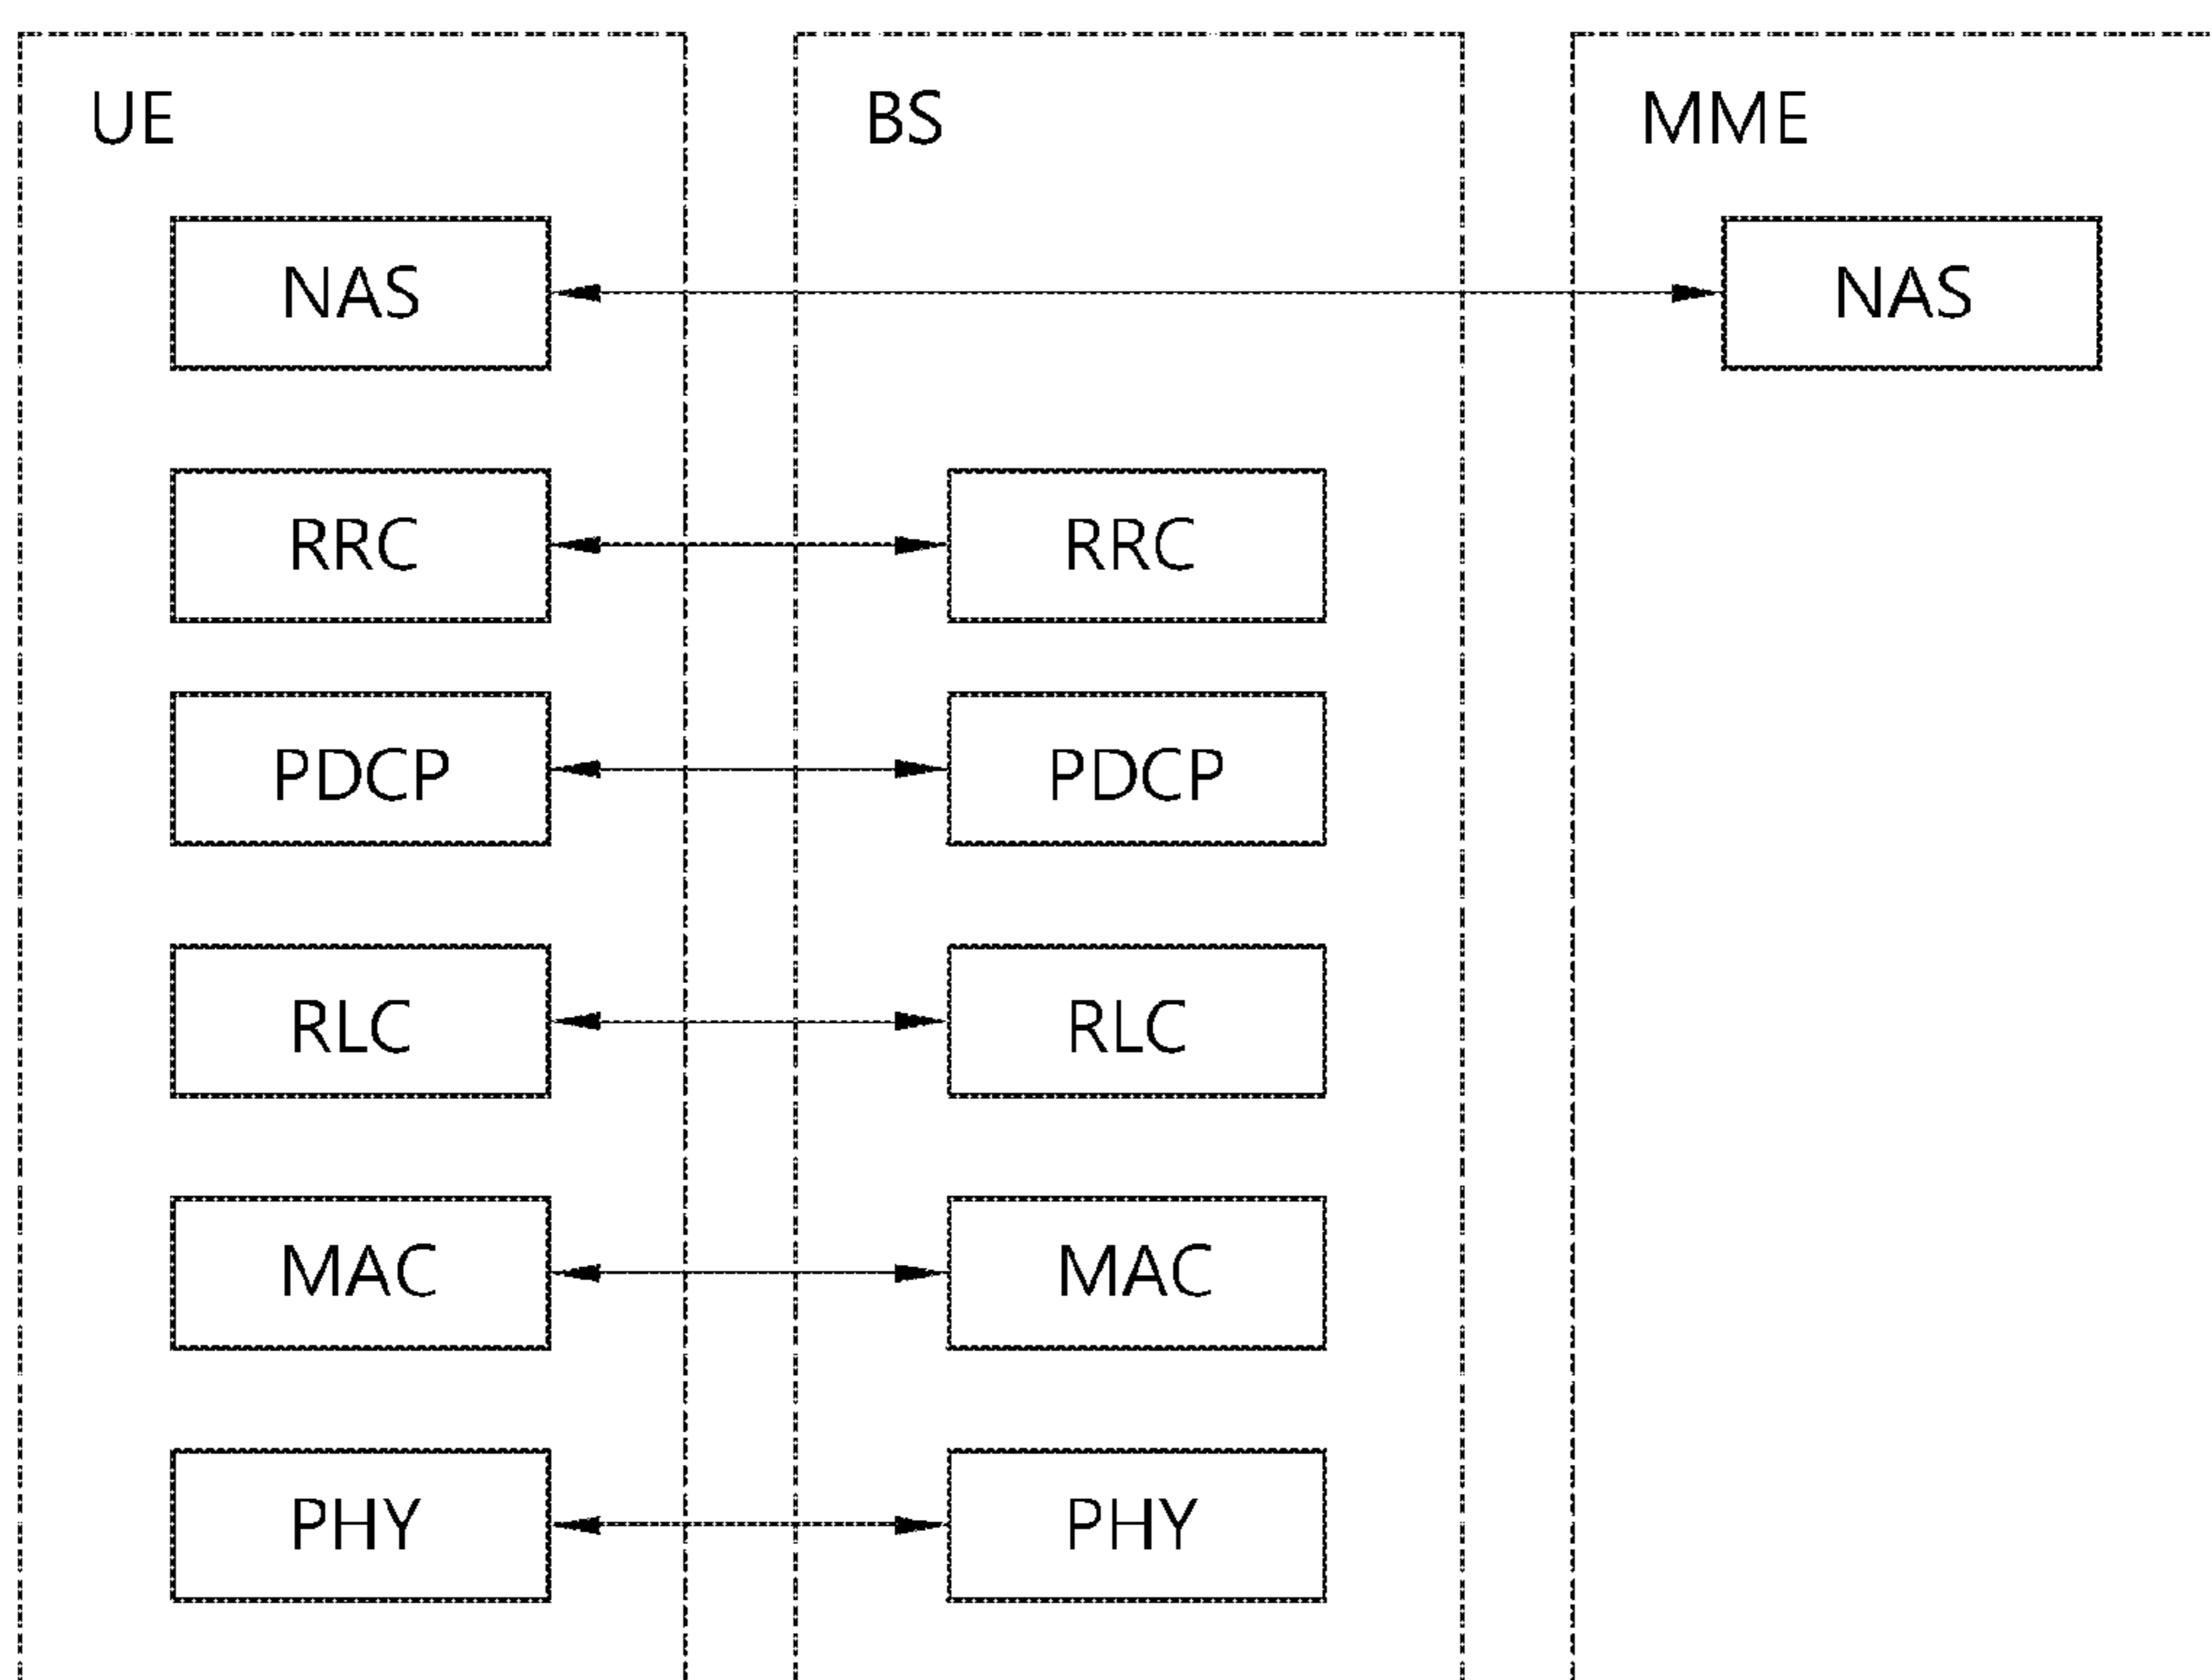 UE BS MME
NAS NAS
RRC RRC
PDCP PDCP
RLC RLC
MAC MAC
PHY PHY